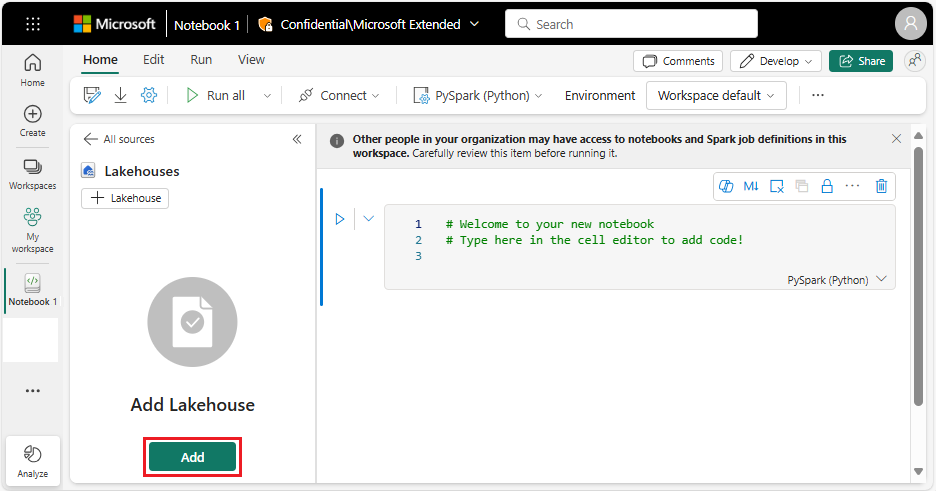 Microsoft
Notebook 1
Confidential\Microsoft Extended
Search
Home
Edit
Run
View
Comments
Develop
Share
Run all
Connect
PySpark (Python)
Environment
Workspace default
Home
Create
Workspaces
My
workspace
Notebook 1
Analyze
All sources
Lakehouses
Lakehouse
Add Lakehouse
Add
Other people in your organization may have access to notebooks and Spark job definitions in this
workspace. Carefully review this item before running it.
M↓
1 # Welcome to your new notebook
2 # Type here in the cell editor to add code!
3
PySpark (Python)